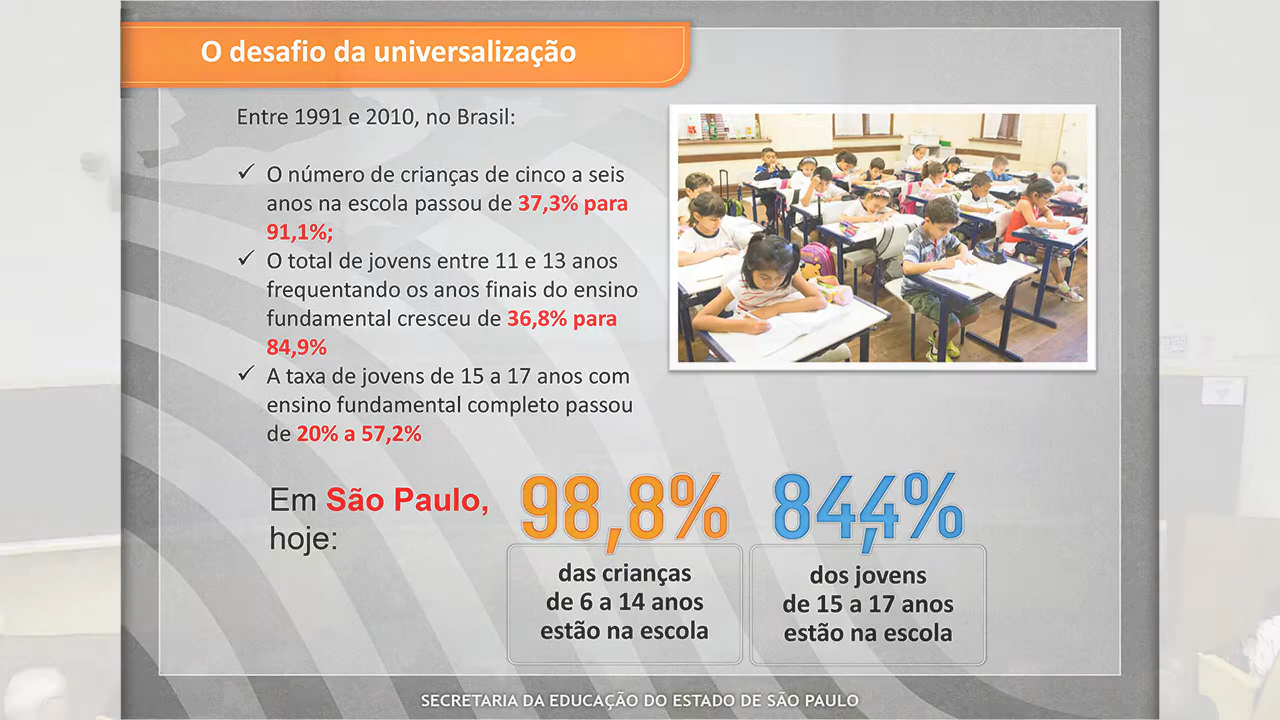 O desafio da universalização
Entre 1991 e 2010, no Brasil:
✓ O número de crianças de cinco a seis
anos na escola passou de 37,3% para
91,1%;
✓ O total de jovens entre 11 e 13 anos
frequentando os anos finais do ensino
fundamental cresceu de 36,8% para
84,9%
✓ A taxa de jovens de 15 a 17 anos com
ensino fundamental completo passou
de 20% a 57,2%
Em São Paulo,
hoje:
98,8%
das crianças
de 6 a 14 anos
estão na escola
84,4%
dos jovens
de 15 a 17 anos
estão na escola
SECRETARIA DA EDUCAÇÃO DO ESTADO DE SÃO PAULO